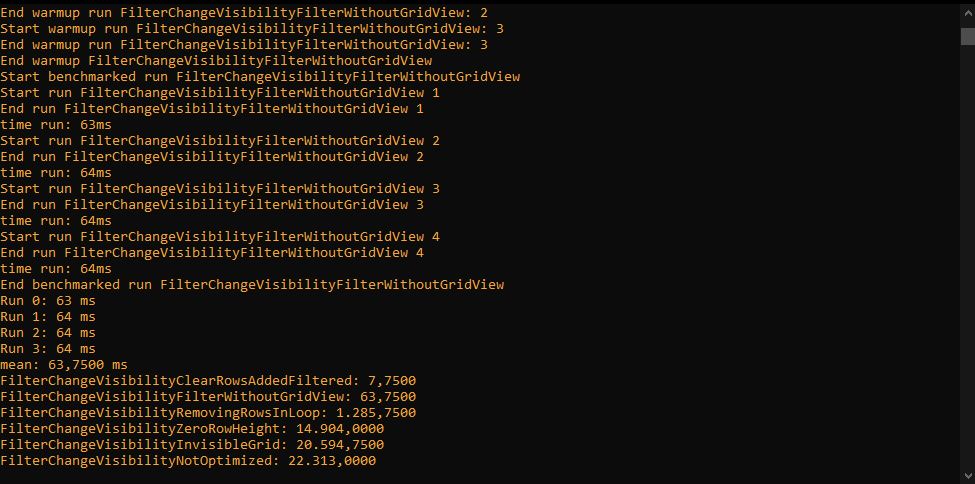 End warmup run FilterChangeVisibilityFilterWithoutGridView: 2
Start warmup run FilterChangeVisibilityFilterWithoutGridView: 3
End warmup run FilterChangeVisibilityFilterWithoutGridView: 3
End warmup FilterChangeVisibilityFilterWithoutGridView
Start benchmarked run FilterChangeVisibilityFilterWithoutGridView
Start run FilterChangeVisibilityFilterWithoutGridView 1
End run FilterChangeVisibilityFilterWithoutGridView 1
time run: 63ms
Start run FilterChangeVisibilityFilterWithoutGridView 2
End run FilterChangeVisibilityFilterWithoutGridView 2
time run: 64ms
Start run FilterChangeVisibilityFilterWithoutGridView 3
End run FilterChangeVisibilityFilterWithoutGridView 3
time run: 64ms
Start run FilterChangeVisibilityFilterWithoutGridView 4
End run FilterChangeVisibilityFilterWithoutGridView 4
time run: 64ms
End benchmarked run FilterChangeVisibilityFilterWithoutGridView
Run 0: 63 ms
Run 1: 64 ms
Run 2: 64 ms
Run 3: 64 ms
mean: 63,7500 ms
FilterChangeVisibilityClearRowsAddedFiltered: 7,7500
FilterChangeVisibilityFilterWithoutGridView: 63,7500
FilterChangeVisibilityRemovingRowsInLoop: 1.285,7500
FilterChangeVisibilityZeroRowHeight: 14.904,0000
FilterChangeVisibilityInvisibleGrid: 20.594,7500
FilterChangeVisibilityNotOptimized: 22.313,0000